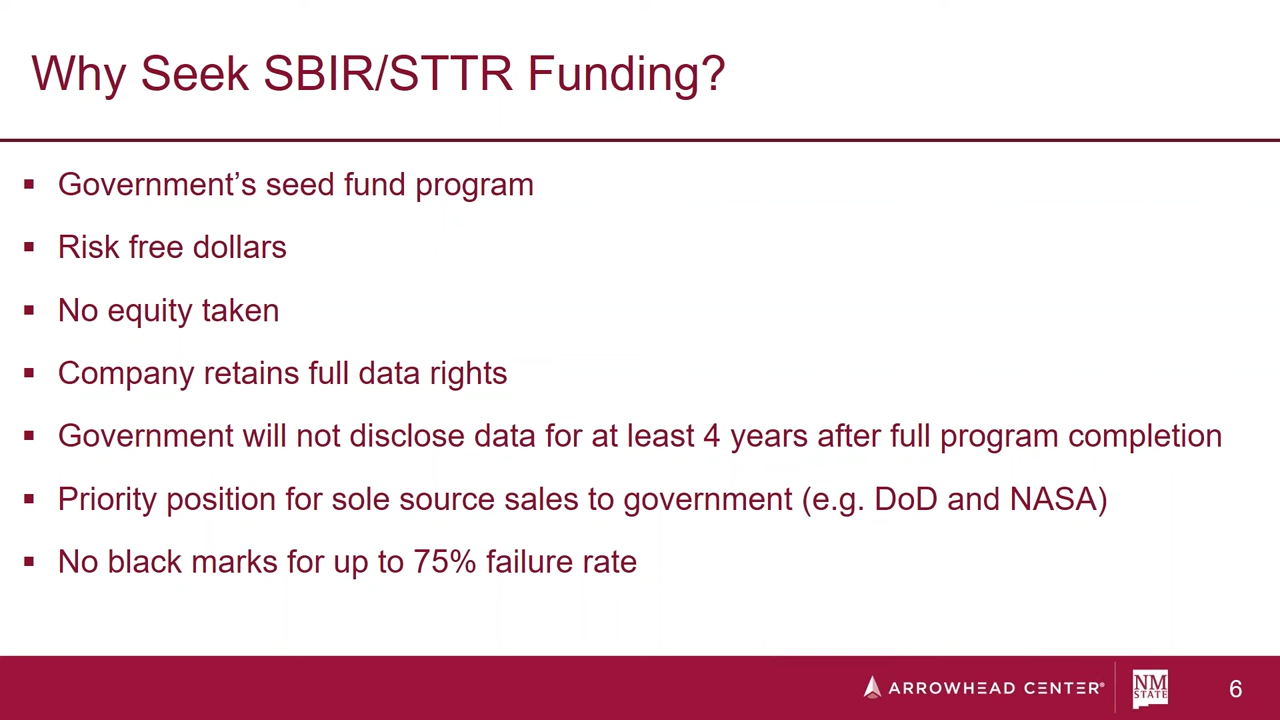 Why Seek SBIR/STTR Funding?
▪ Government’s seed fund program
▪ Risk free dollars
▪ No equity taken
▪ Company retains full data rights
▪ Government will not disclose data for at least 4 years after full program completion
▪ Priority position for sole source sales to government (e.g. DoD and NASA)
▪ No black marks for up to 75% failure rate
ARROWHEAD CENTER®
NM
STATE
6